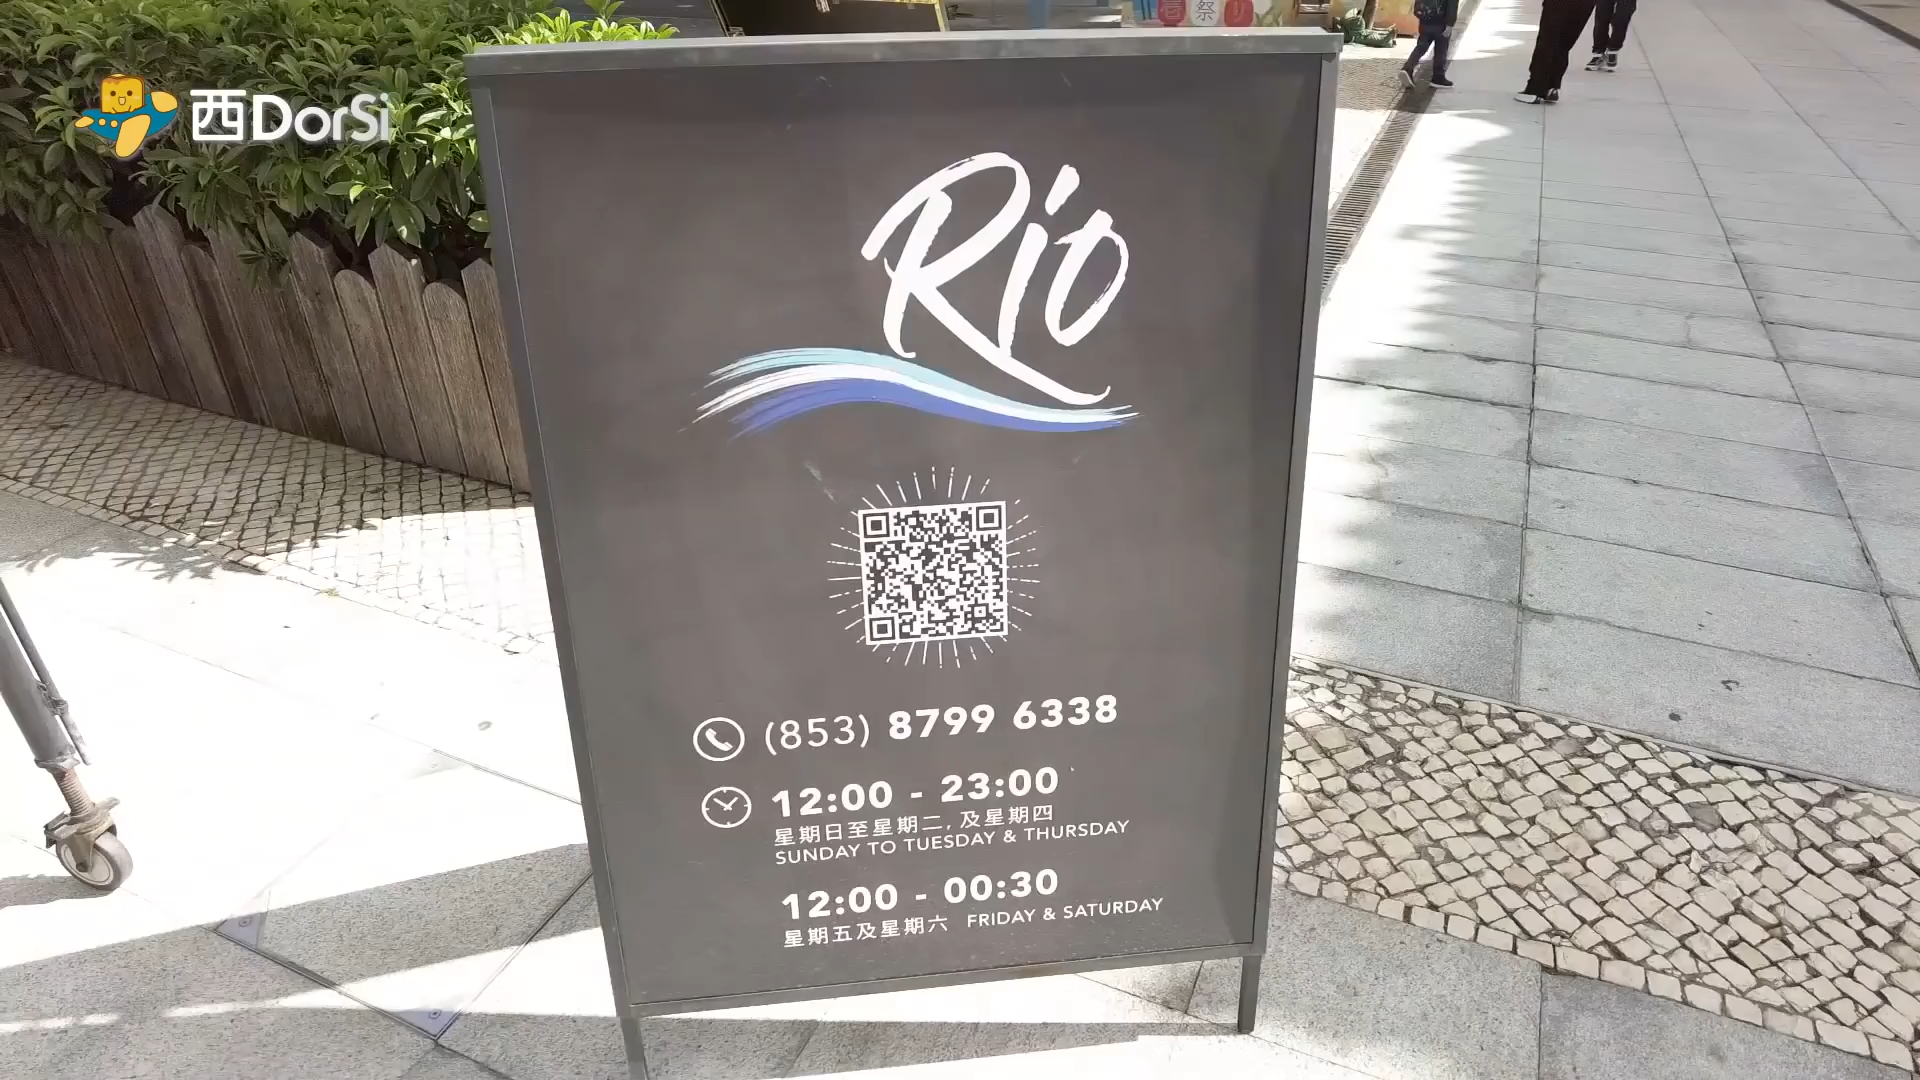 祭り
西DorSi
Rio
(853) 8799 6338
12:00 - 23:00
星期日至星期二, 及星期四
SUNDAY TO TUESDAY & THURSDAY
12:00 - 00:30
星期五及星期六 FRIDAY & SATURDAY